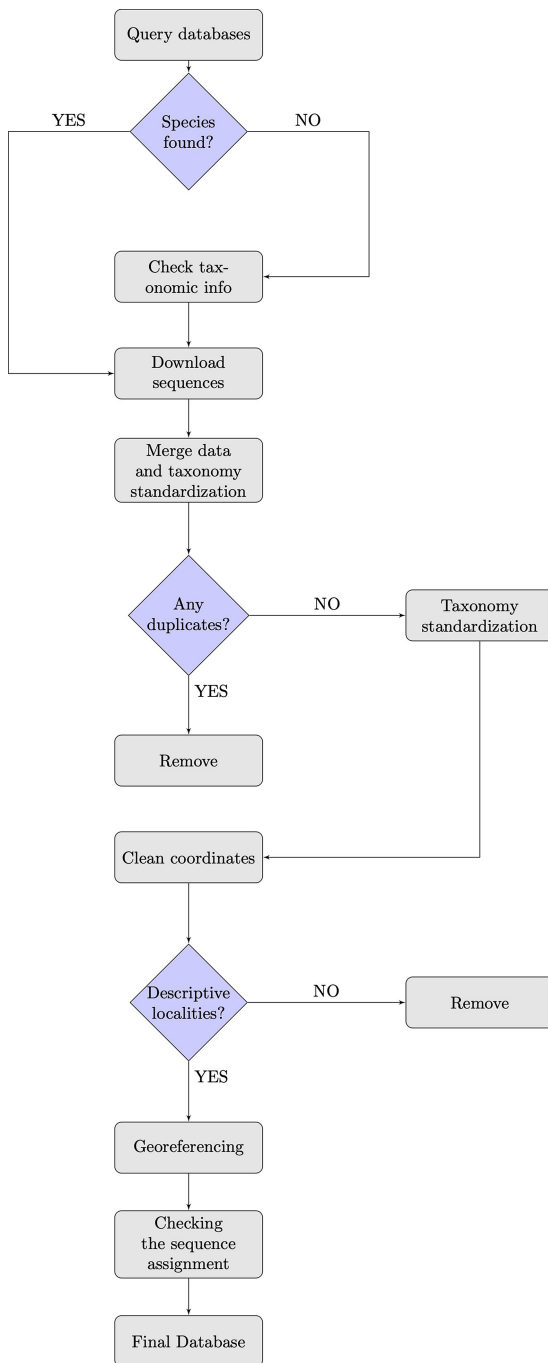 Query databases
YES
Species
found?
NO
Check tax-
onomic info
Download
sequences
Merge data
and taxonomy
standardization
Any
duplicates?
NO
Taxonomy
standardization
YES
Remove
Clean coordinates
Descriptive
localities?
NO
Remove
YES
Georeferencing
Checking
the sequence
assignment
Final Database